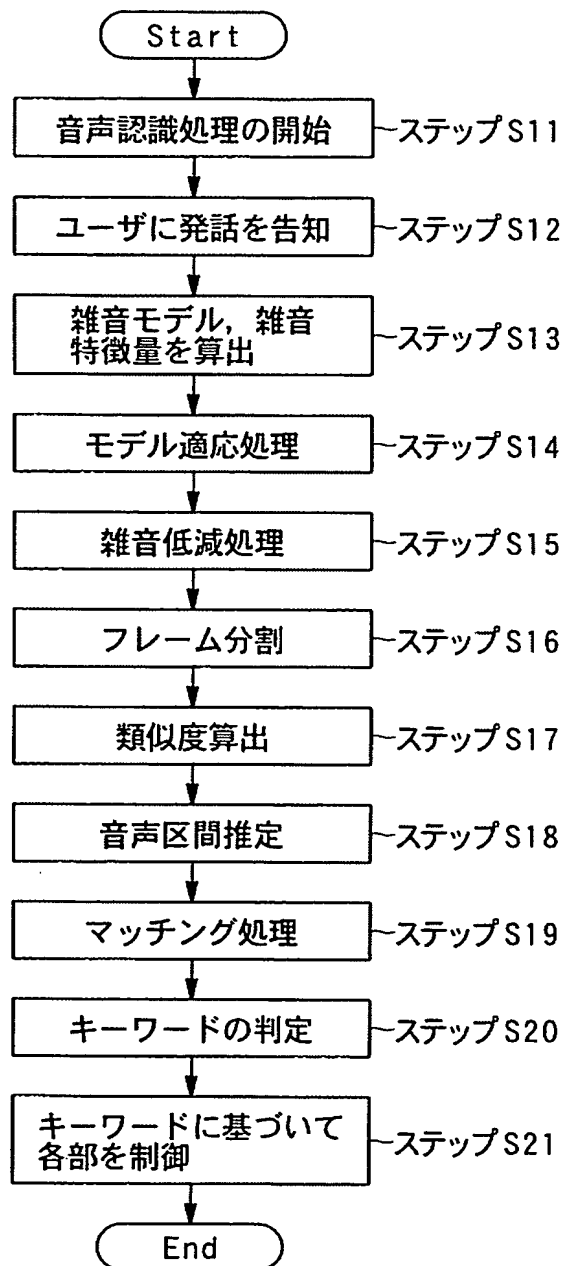 Start
音声認識処理の開始 ~ステップS11
ユーザに発話を告知 ~ステップS12
雑音モデル，雑音
特徴量を算出 ~ステップS13
モデル適応処理 ~ステップS14
雑音低減処理 ~ステップS15
フレーム分割 ~ステップS16
類似度算出 ~ステップS17
音声区間推定 ~ステップS18
マッチング処理 ~ステップS19
キーワードの判定 ~ステップS20
キーワードに基づいて
各部を制御 ~ステップS21
End